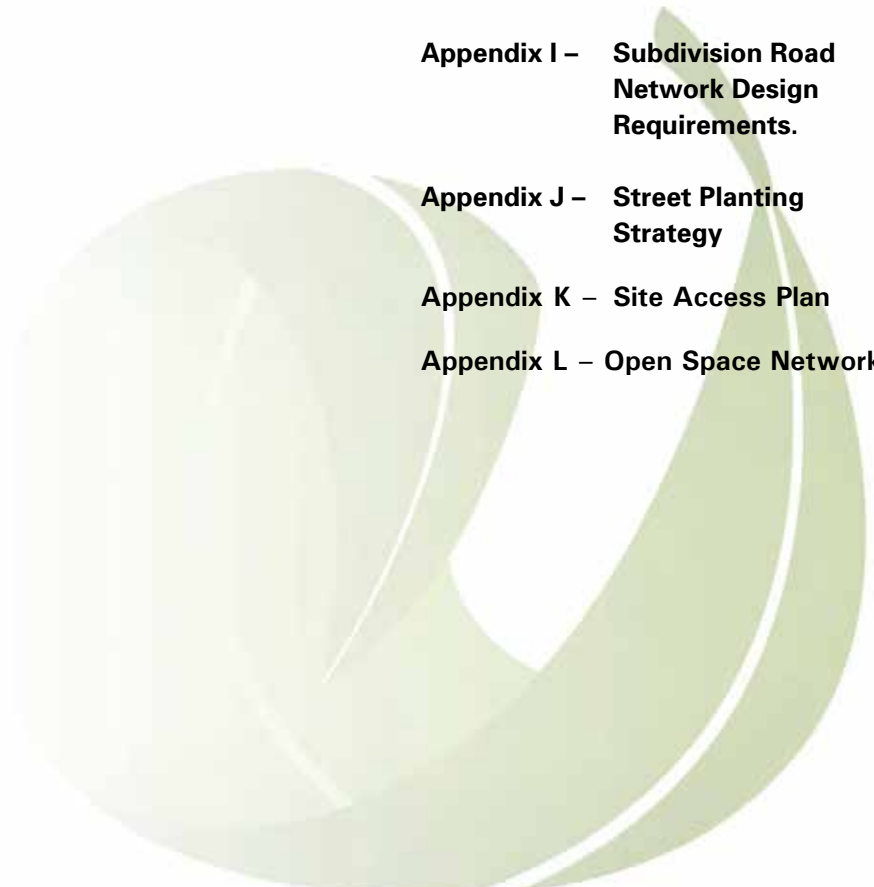 Appendix I – Subdivision Road
Network Design
Requirements.
Appendix J – Street Planting
Strategy
Appendix K – Site Access Plan
Appendix L – Open Space Network